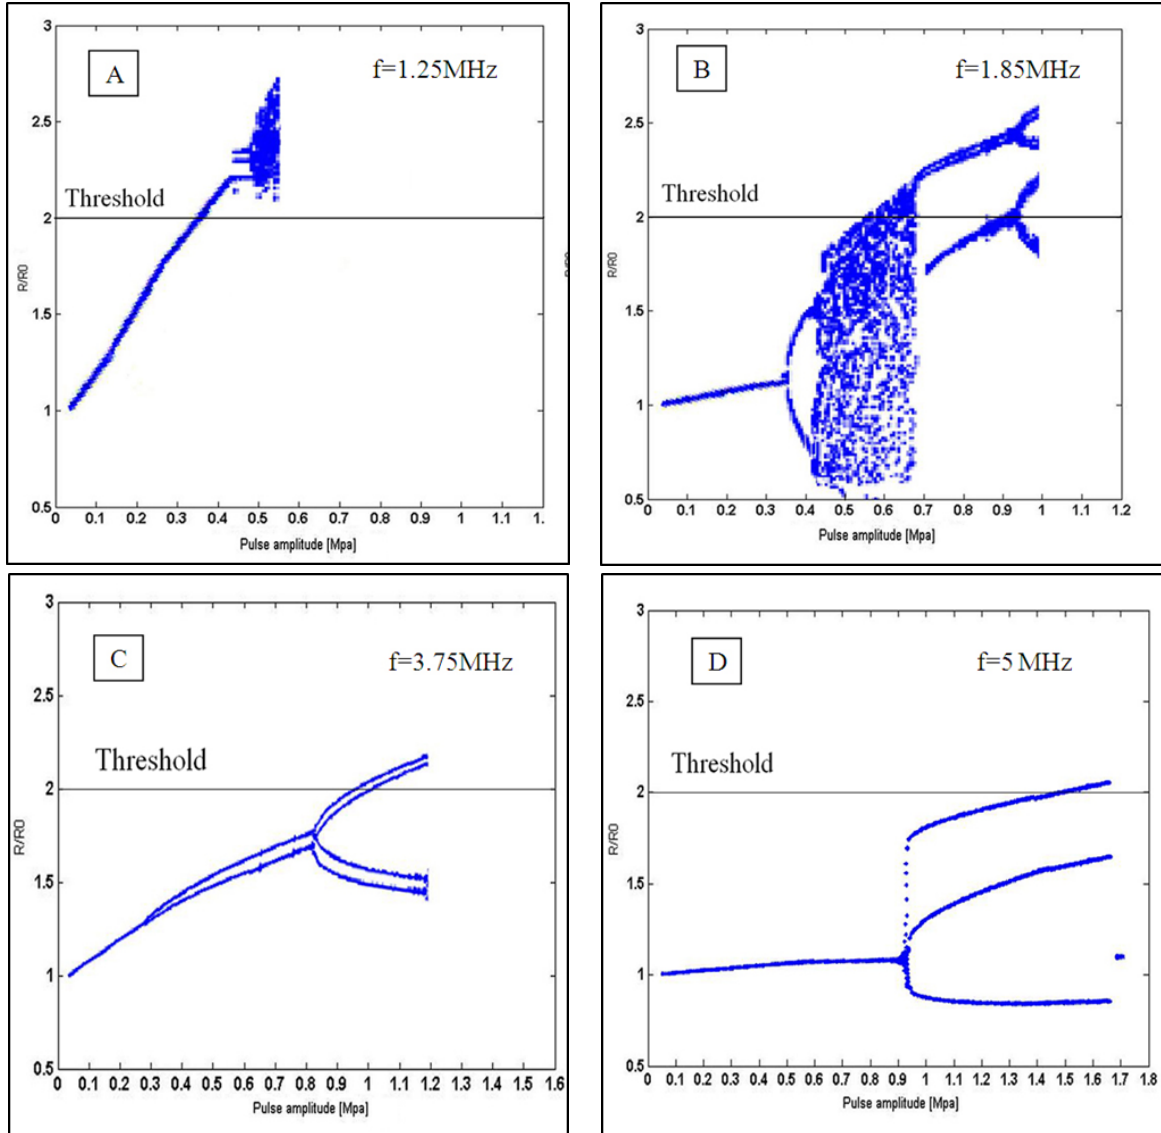 A
f=1.25MHz
Threshold
3
2.5
2
1.5
1
0.5
R/R0
0 0.1 0.2 0.3 0.4 0.5 0.6 0.7 0.8 0.9 1 1.1 1.
Pulse amplitude [Mpa]
B
f=1.85MHz
Threshold
3
2.5
2
1.5
1
0.5
R/R0
0 0.1 0.2 0.3 0.4 0.5 0.6 0.7 0.8 0.9 1 1.1 1.2
Pulse amplitude [Mpa]
C
f=3.75MHz
Threshold
3
2.5
2
1.5
1
0.5
R/R0
0 0.1 0.2 0.3 0.4 0.5 0.6 0.7 0.8 0.9 1 1.1 1.2 1.3 1.4 1.5 1.6
Pulse amplitude [Mpa]
D
f=5 MHz
Threshold
3
2.5
2
1.5
1
0.5
R/R0
0 0.1 0.2 0.3 0.4 0.5 0.6 0.7 0.8 0.9 1 1.1 1.2 1.3 1.4 1.5 1.6 1.7 1.8
Pulse amplitude [Mpa]